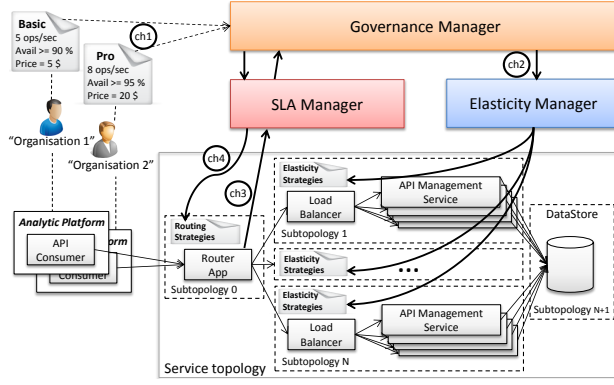 Basic
5 ops/sec
Avail >= 90 %
Price = 5 $
Pro
8 ops/sec
Avail >= 95 %
Price = 20 $
ch1
Governance Manager
ch2
SLA Manager
Elasticity Manager
"Organisation 1"
"Organisation 2"
ch4
ch3
Elasticity
Strategies
API Management
Service
Load
Balancer
Subtopology 1
DataStore
Analytic Platform
API
Consumer
orm
Consumer
Routing
Strategies
Router
App
Subtopology 0
Elasticity
Strategies
...
Elasticity
Strategies
API Management
Service
Load
Balancer
Subtopology N
Subtopology N+1
Service topology